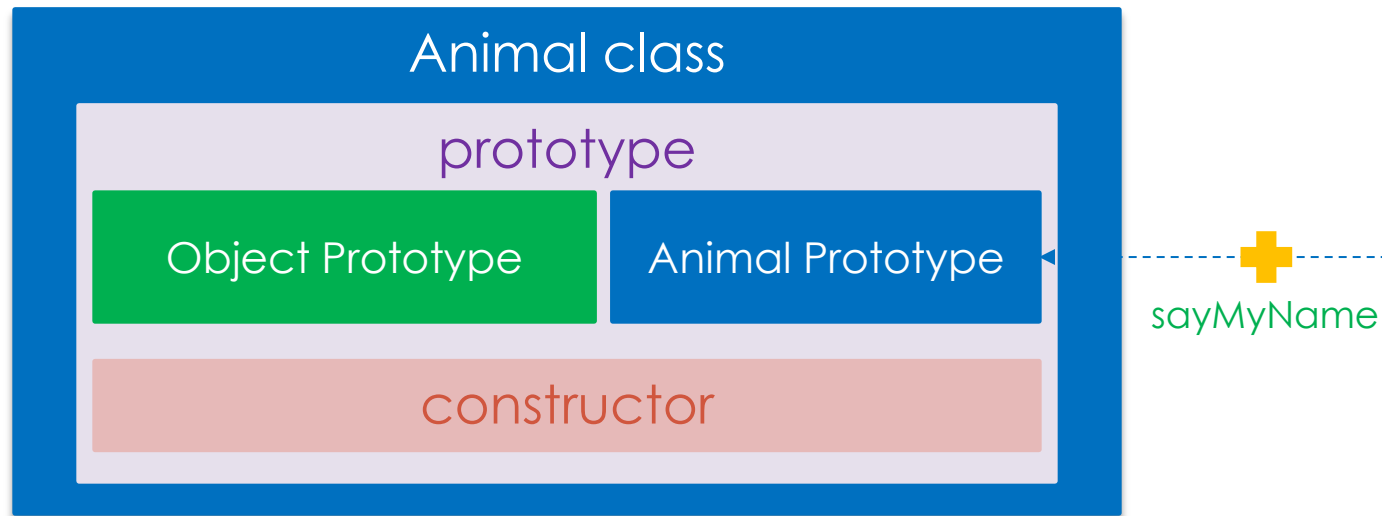 Animal class
prototype
Object Prototype
Animal Prototype
sayMyName
constructor